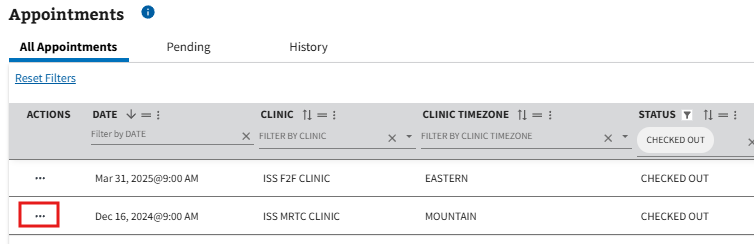 Appointments
All Appointments Pending History
Reset Filters
ACTIONS DATE CLINIC CLINIC TIMEZONE STATUS
Filter by DATE FILTER BY CLINIC FILTER BY CLINIC TIMEZONE CHECKED OUT
... Mar 31, 2025@9:00 AM ISS F2F CLINIC EASTERN CHECKED OUT
... Dec 16, 2024@9:00 AM ISS MRTC CLINIC MOUNTAIN CHECKED OUT